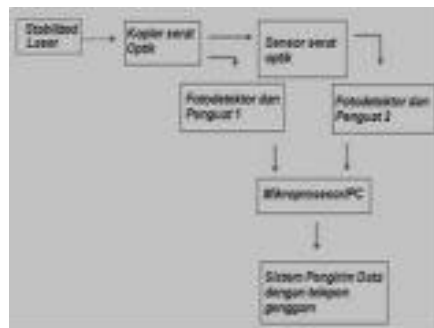 Stabilized
Laser
Kopler serat
Optik
Sensor serat
optik
Fotodetektor dan
Penguat 1
Fotodetektor dan
Penguat 2
Mikroprosesor/PC
Sistem Pengirim Data
dengan telepon
genggam